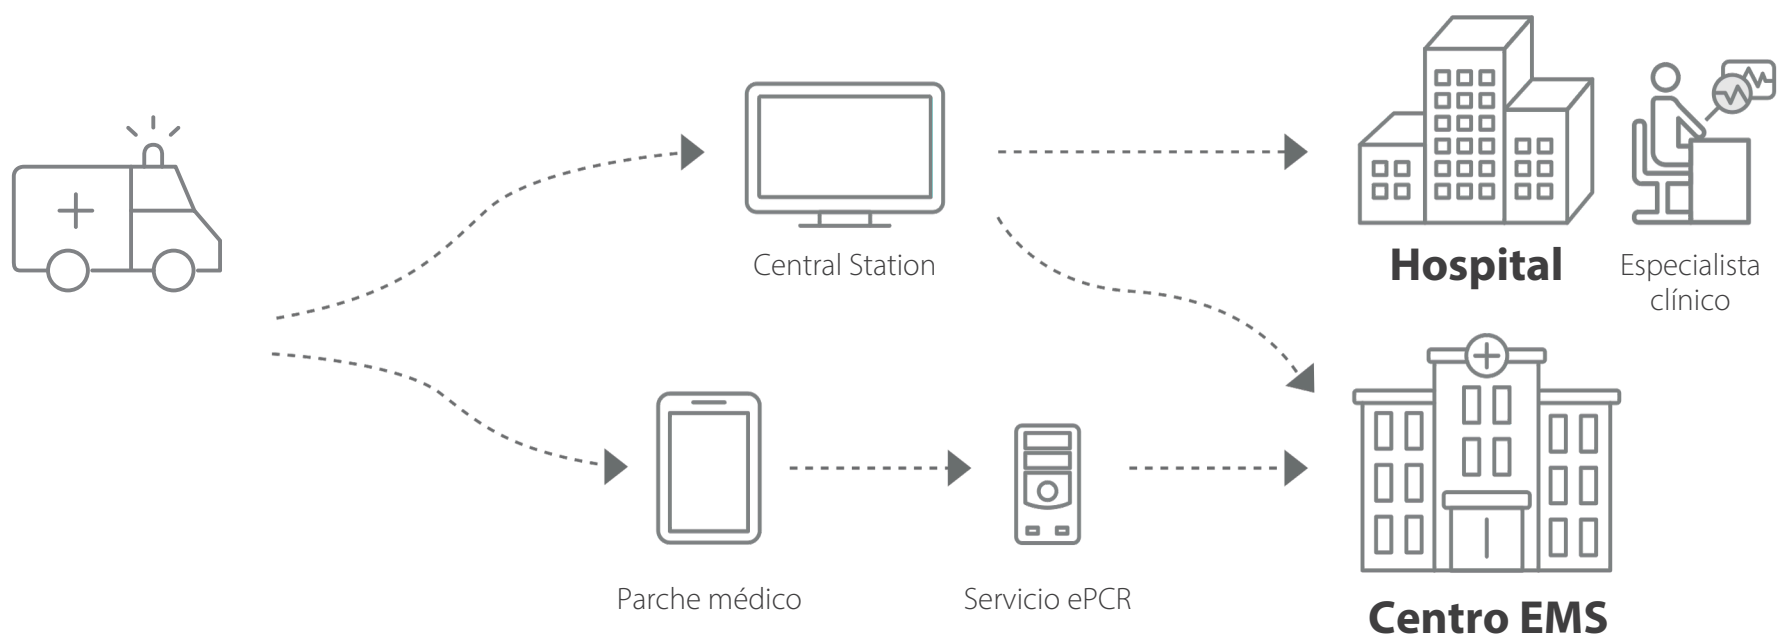 Central Station
Hospital
Especialista
clínico
Parche médico
Servicio ePCR
Centro EMS